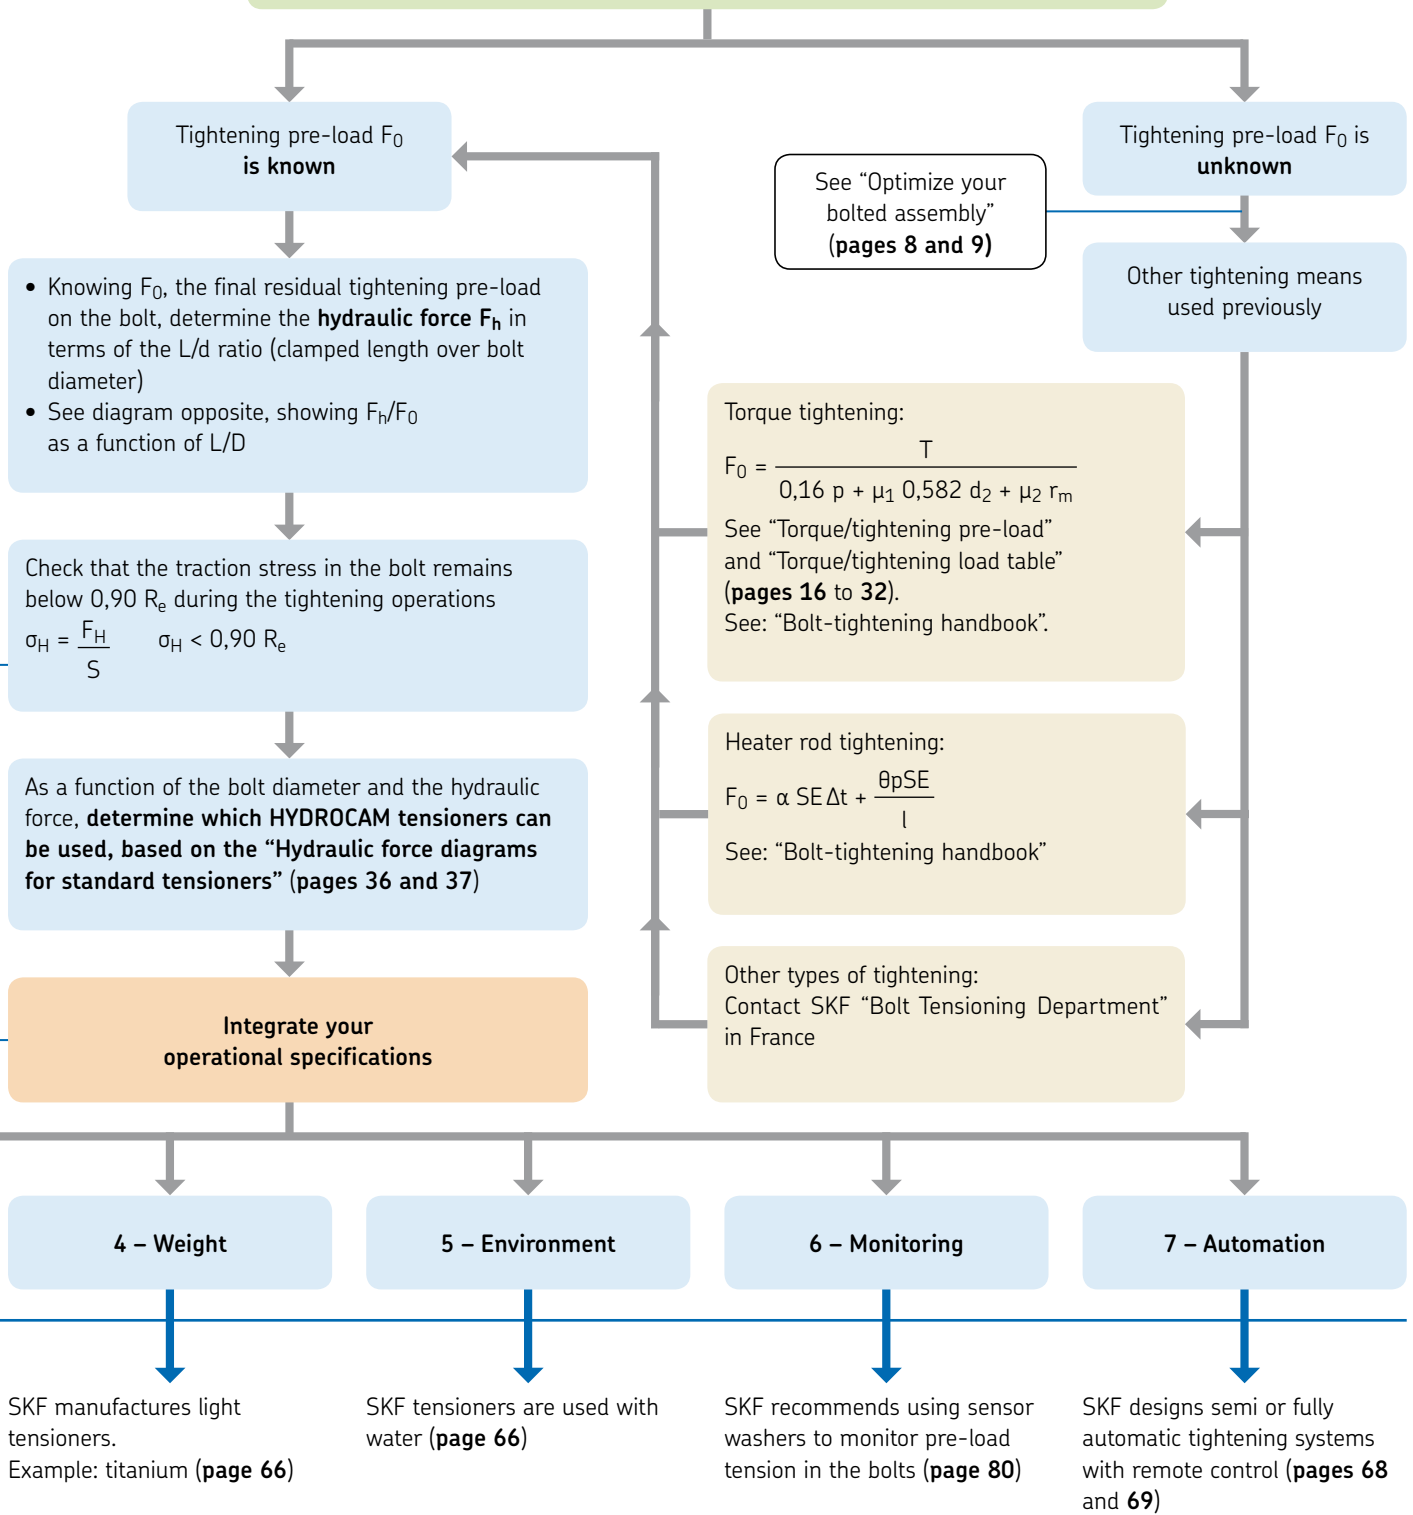 Tightening pre-load F0
is known
Tightening pre-load F0 is
unknown
See “Optimize your
bolted assembly”
(pages 8 and 9)
Other tightening means
used previously
• Knowing F0, the final residual tightening pre-load
on the bolt, determine the hydraulic force Fh in
terms of the L/d ratio (clamped length over bolt
diameter)
• See diagram opposite, showing Fh/F0
as a function of L/D
Check that the traction stress in the bolt remains
below 0,90 Re during the tightening operations
σH = FH / S σH < 0,90 Re
As a function of the bolt diameter and the hydraulic
force, determine which HYDROCAM tensioners can
be used, based on the “Hydraulic force diagrams
for standard tensioners” (pages 36 and 37)
Integrate your
operational specifications
Torque tightening:
F0 = T / 0,16 p + μ1 0,582 d2 + μ2 rm
See “Torque/tightening pre-load”
and “Torque/tightening load table”
(pages 16 to 32).
See: “Bolt-tightening handbook”.
Heater rod tightening:
F0 = α SE Δt + θpSE / l
See: “Bolt-tightening handbook”
Other types of tightening:
Contact SKF “Bolt Tensioning Department”
in France
4 – Weight
5 – Environment
6 – Monitoring
7 – Automation
SKF manufactures light
tensioners.
Example: titanium (page 66)
SKF tensioners are used with
water (page 66)
SKF recommends using sensor
washers to monitor pre-load
tension in the bolts (page 80)
SKF designs semi or fully
automatic tightening systems
with remote control (pages 68
and 69)